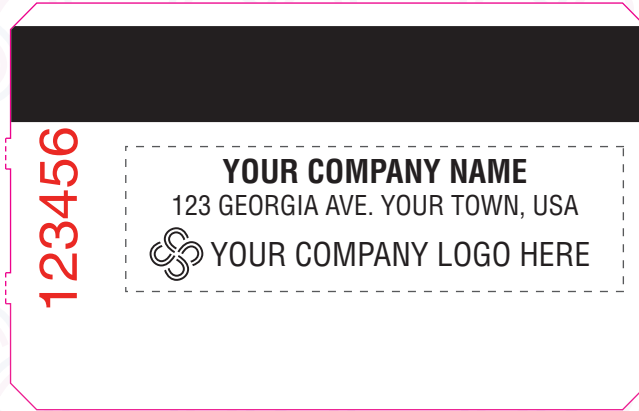 123456
YOUR COMPANY NAME
123 GEORGIA AVE. YOUR TOWN, USA
YOUR COMPANY LOGO HERE